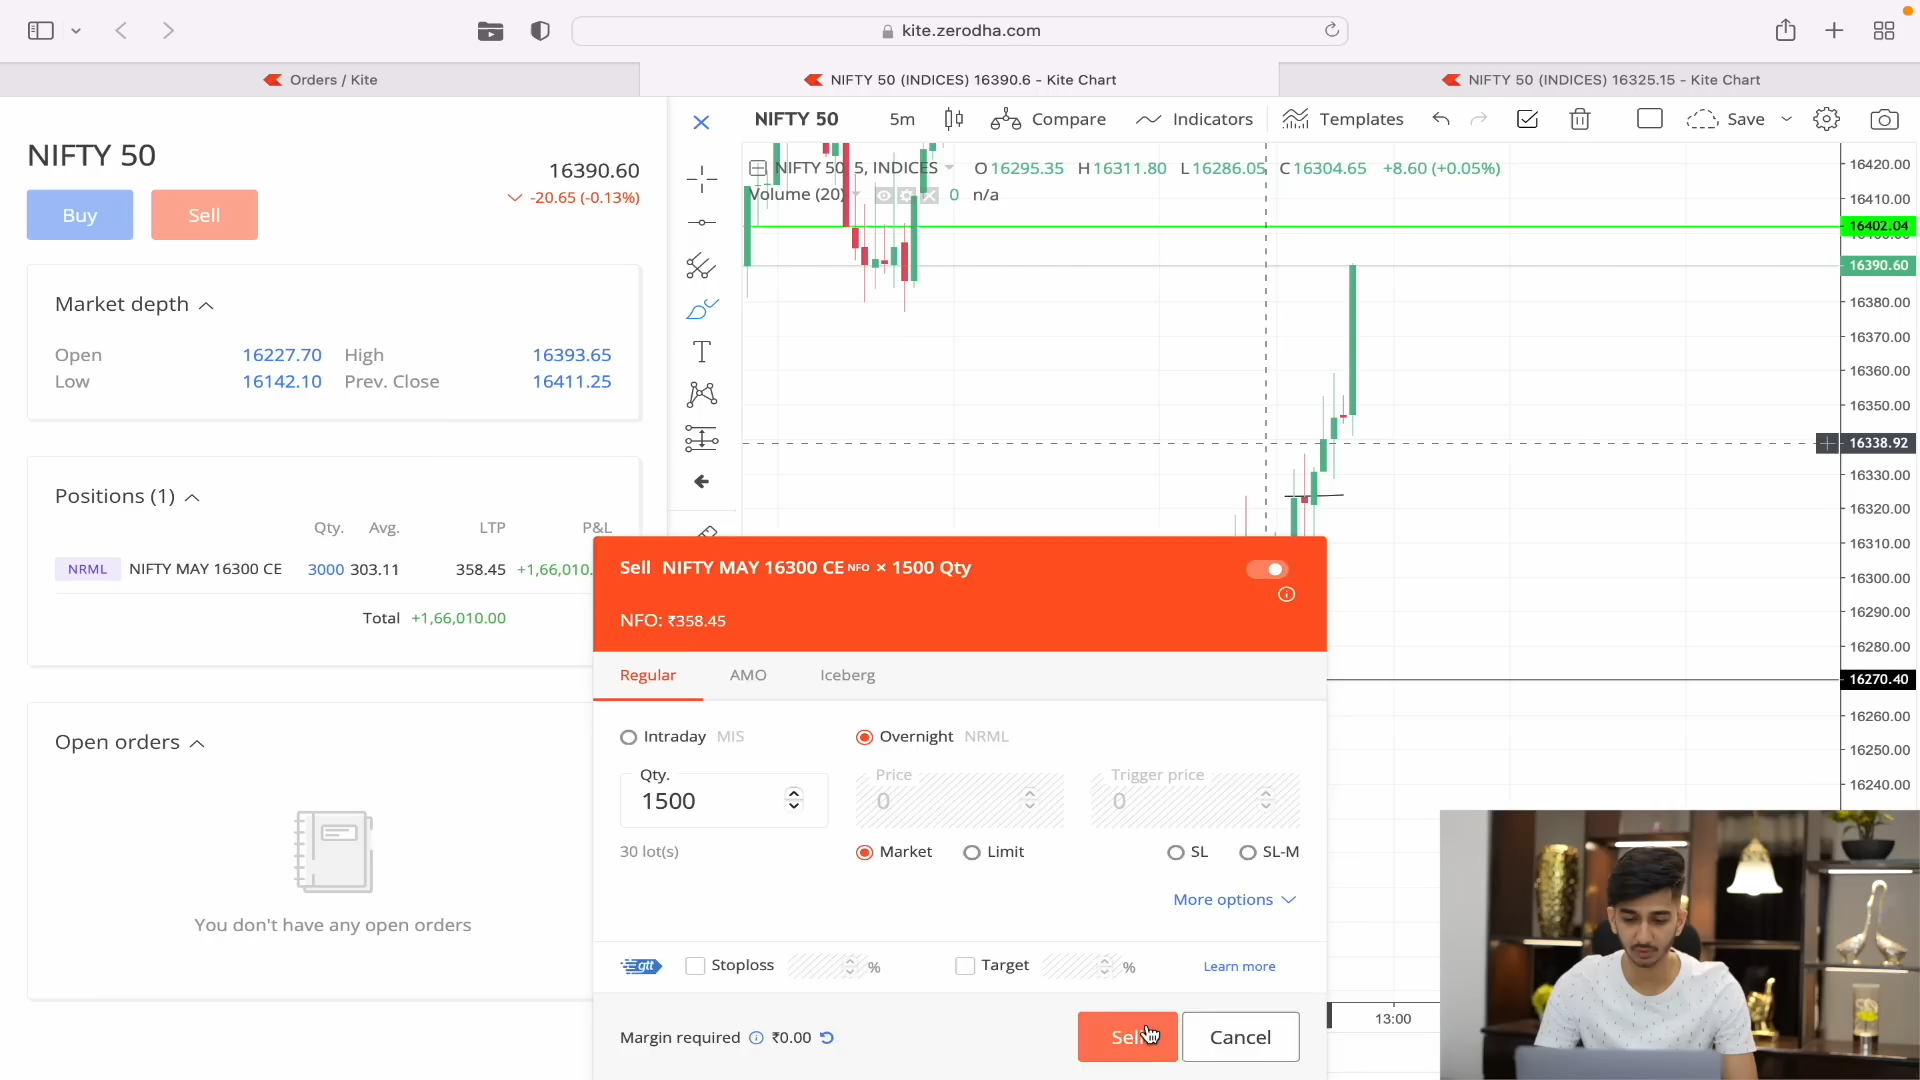 kite.zerodha.com
Orders / Kite
NIFTY 50 (INDICES) 16390.6 - Kite Chart
NIFTY 50 (INDICES) 16325.15 - Kite Chart
NIFTY 50
16390.60
-20.65 (-0.13%)
Buy
Sell
Market depth
Open 16227.70 High 16393.65
Low 16142.10 Prev. Close 16411.25
Positions (1)
Qty. Avg. LTP P&L
NRML NIFTY MAY 16300 CE 3000 303.11 358.45 +1,66,010.
Total +1,66,010.00
Open orders
You don't have any open orders
NIFTY 50 5m Compare Indicators Templates Save
NIFTY 50, 5, INDICES O 16295.35 H 16311.80 L 16286.05 C 16304.65 +8.60 (+0.05%)
Volume (20) 0 n/a
16420.00
16410.00
16402.04
16390.60
16380.00
16370.00
16360.00
16350.00
16338.92
16330.00
16320.00
16310.00
16300.00
16290.00
16280.00
16270.40
16260.00
16250.00
16240.00
13:00
Sell NIFTY MAY 16300 CE NFO × 1500 Qty
NFO: ₹358.45
Regular AMO Iceberg
Intraday MIS Overnight NRML
Qty. Price Trigger price
1500 0 0
30 lot(s) Market Limit SL SL-M
More options
gtt Stoploss % Target % Learn more
Margin required ₹0.00
Sell Cancel